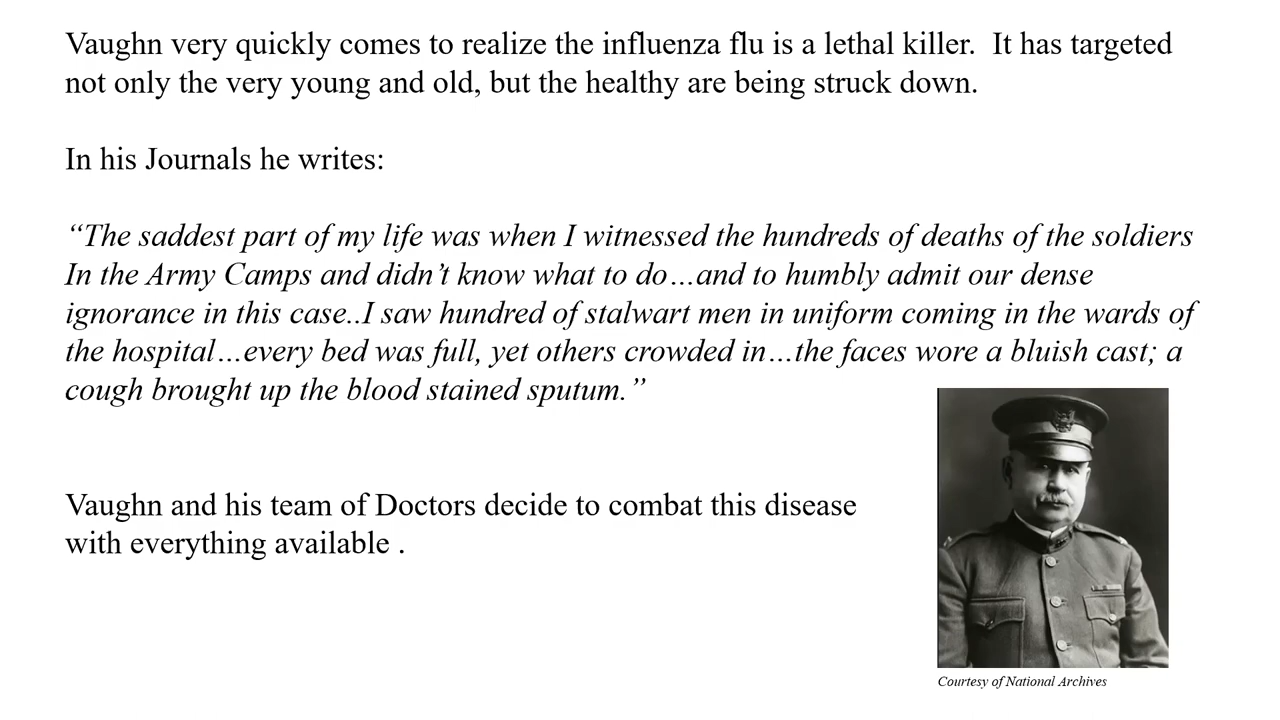 Vaughn very quickly comes to realize the influenza flu is a lethal killer.  It has targeted
not only the very young and old, but the healthy are being struck down.
In his Journals he writes:
“The saddest part of my life was when I witnessed the hundreds of deaths of the soldiers
In the Army Camps and didn’t know what to do…and to humbly admit our dense
ignorance in this case..I saw hundred of stalwart men in uniform coming in the wards of
the hospital…every bed was full, yet others crowded in…the faces wore a bluish cast; a
cough brought up the blood stained sputum.”
Vaughn and his team of Doctors decide to combat this disease
with everything available .
Courtesy of National Archives